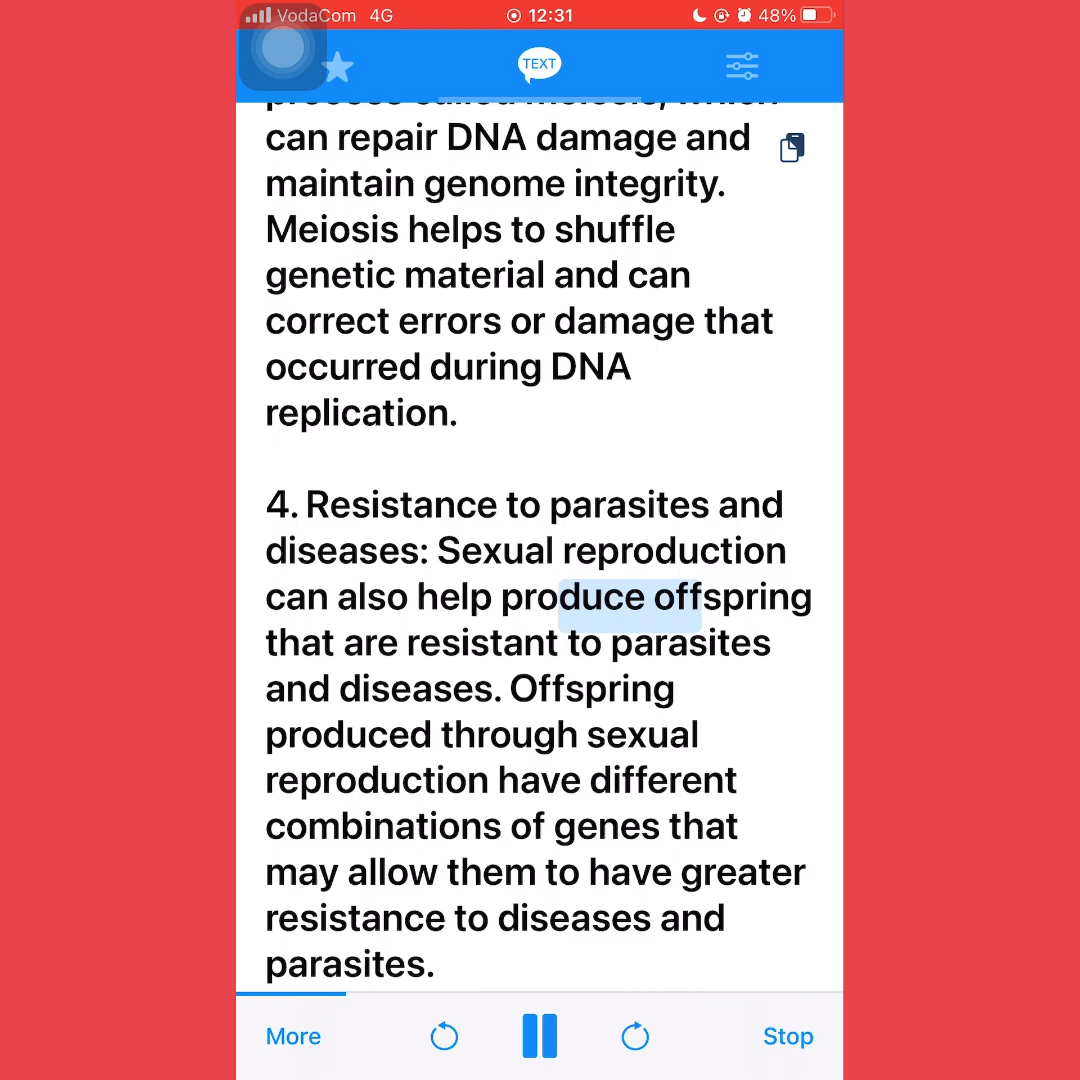 VodaCom 4G 12:31 48%
TEXT
can repair DNA damage and
maintain genome integrity.
Meiosis helps to shuffle
genetic material and can
correct errors or damage that
occurred during DNA
replication.
4. Resistance to parasites and
diseases: Sexual reproduction
can also help produce offspring
that are resistant to parasites
and diseases. Offspring
produced through sexual
reproduction have different
combinations of genes that
may allow them to have greater
resistance to diseases and
parasites.
More Stop